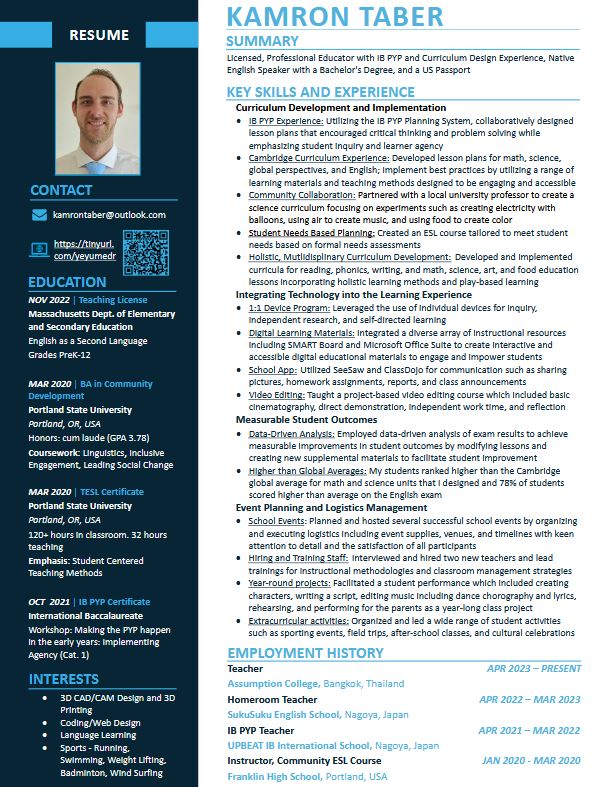 RESUME
CONTACT
kamrontaber@outlook.com
https://tinyurl.
com/yeyumedr
EDUCATION
NOV 2022 | Teaching License
Massachusetts Dept. of Elementary
and Secondary Education
English as a Second Language
Grades PreK-12
MAR 2020 | BA in Community
Development
Portland State University
Portland, OR, USA
Honors: cum laude (GPA 3.78)
Coursework: Linguistics, Inclusive
Engagement, Leading Social Change
MAR 2020 | TESL Certificate
Portland State University
Portland, OR, USA
120+ hours in classroom. 32 hours
teaching
Emphasis: Student Centered
Teaching Methods
OCT 2021 | IB PYP Certificate
International Baccalaureate
Workshop: Making the PYP happen
in the early years: Implementing
Agency (Cat. 1)
INTERESTS
• 3D CAD/CAM Design and 3D
Printing
• Coding/Web Design
• Language Learning
• Sports - Running,
Swimming, Weight Lifting,
Badminton, Wind Surfing
KAMRON TABER
SUMMARY
Licensed, Professional Educator with IB PYP and Curriculum Design Experience, Native
English Speaker with a Bachelor's Degree, and a US Passport
KEY SKILLS AND EXPERIENCE
Curriculum Development and Implementation
• IB PYP Experience: Utilizing the IB PYP Planning System, collaboratively designed
lesson plans that encouraged critical thinking and problem solving while
emphasizing student inquiry and learner agency
• Cambridge Curriculum Experience: Developed lesson plans for math, science,
global perspectives, and English; implement best practices by utilizing a range of
learning materials and teaching methods designed to be engaging and accessible
• Community Collaboration: Partnered with a local university professor to create a
science curriculum focusing on experiments such as creating electricity with
balloons, using air to create music, and using food to create color
• Student Needs Based Planning: Created an ESL course tailored to meet student
needs based on formal needs assessments
• Holistic, Mutlidisplinary Curriculum Development: Developed and implemented
curricula for reading, phonics, writing, and math, science, art, and food education
lessons incorporating holistic learning methods and play-based learning
Integrating Technology into the Learning Experience
• 1:1 Device Program: Leveraged the use of individual devices for inquiry,
independent research, and self-directed learning
• Digital Learning Materials: Integrated a diverse array of instructional resources
including SMART Board and Microsoft Office Suite to create interactive and
accessible digital educational materials to engage and impower students
• School App: Utilized SeeSaw and ClassDojo for communication such as sharing
pictures, homework assignments, reports, and class announcements
• Video Editing: Taught a project-based video editing course which included basic
cinematography, direct demonstration, independent work time, and reflection
Measurable Student Outcomes
• Data-Driven Analysis: Employed data-driven analysis of exam results to achieve
measurable improvements in student outcomes by modifying lessons and
creating new supplemental materials to facilitate student improvement
• Higher than Global Averages: My students ranked higher than the Cambridge
global average for math and science units that I designed and 78% of students
scored higher than average on the English exam
Event Planning and Logistics Management
• School Events: Planned and hosted several successful school events by organizing
and executing logistics including event supplies, venues, and timelines with keen
attention to detail and the satisfaction of all participants
• Hiring and Training Staff: Interviewed and hired two new teachers and lead
trainings for instructional methodologies and classroom management strategies
• Year-round projects: Facilitated a student performance which included creating
characters, writing a script, editing music including dance chorography and lyrics,
rehearsing, and performing for the parents as a year-long class project
• Extracurricular activities: Organized and led a wide range of student activities
such as sporting events, field trips, after-school classes, and cultural celebrations
EMPLOYMENT HISTORY
Teacher APR 2023 – PRESENT
Assumption College, Bangkok, Thailand
Homeroom Teacher APR 2022 – MAR 2023
SukuSuku English School, Nagoya, Japan
IB PYP Teacher APR 2021 – MAR 2022
UPBEAT IB International School, Nagoya, Japan
Instructor, Community ESL Course JAN 2020 - MAR 2020
Franklin High School, Portland, USA